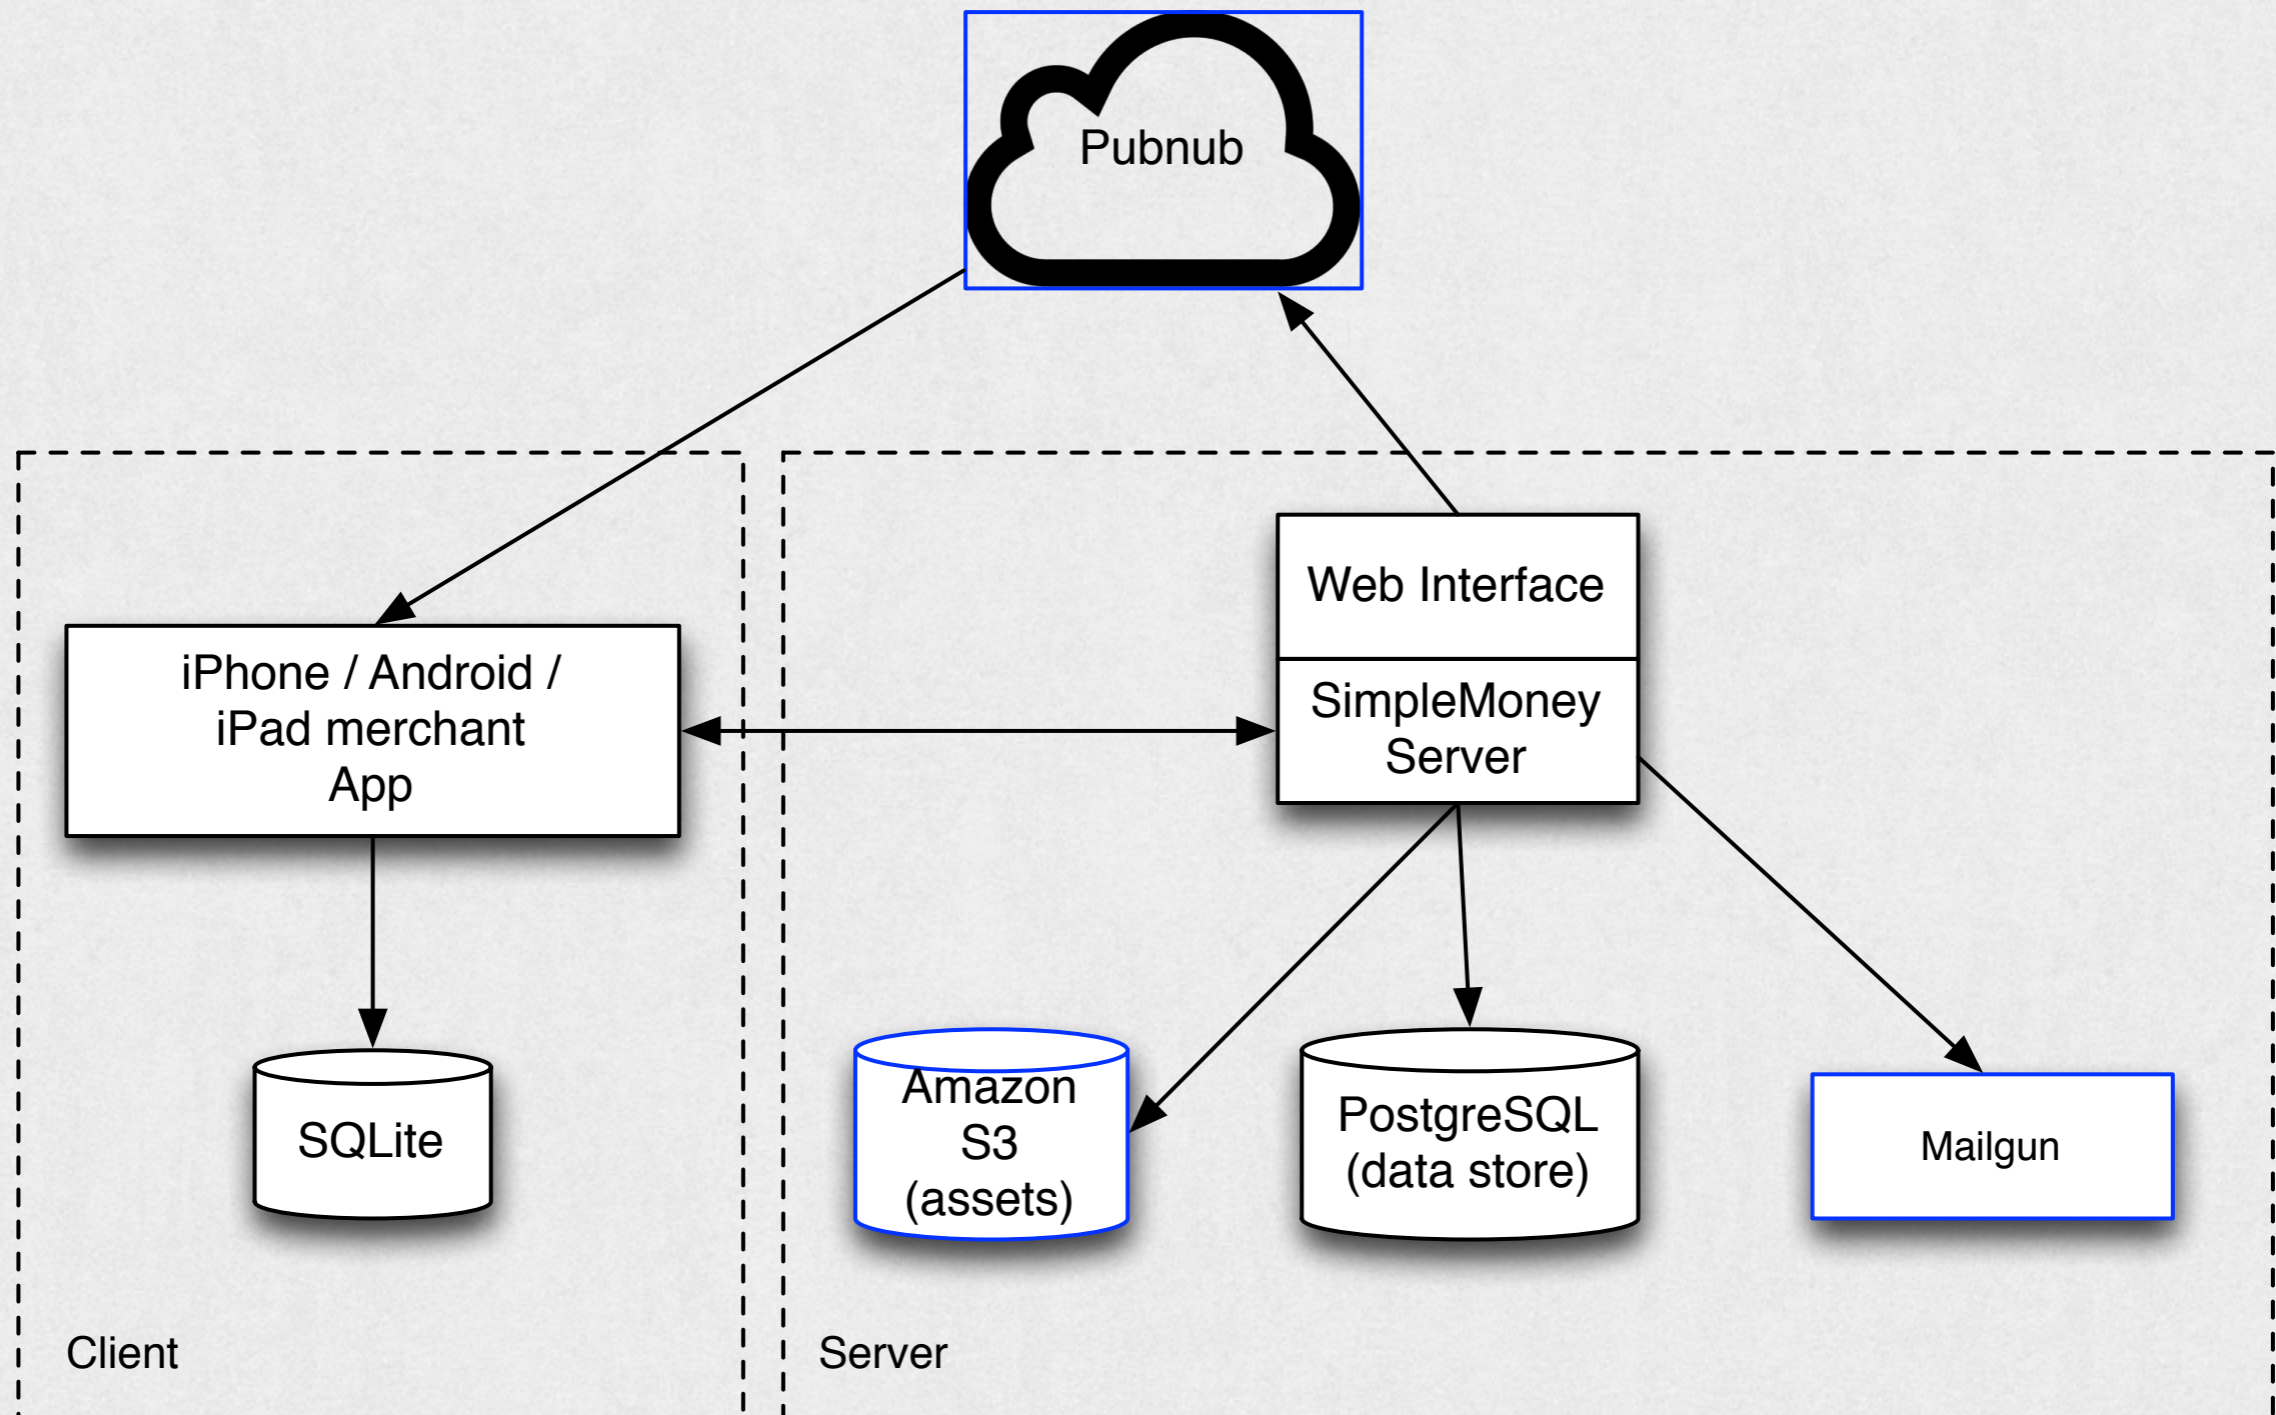 Pubnub
Web Interface
iPhone / Android /
iPad merchant
App
SimpleMoney
Server
SQLite
Amazon
S3
(assets)
PostgreSQL
(data store)
Mailgun
Client
Server